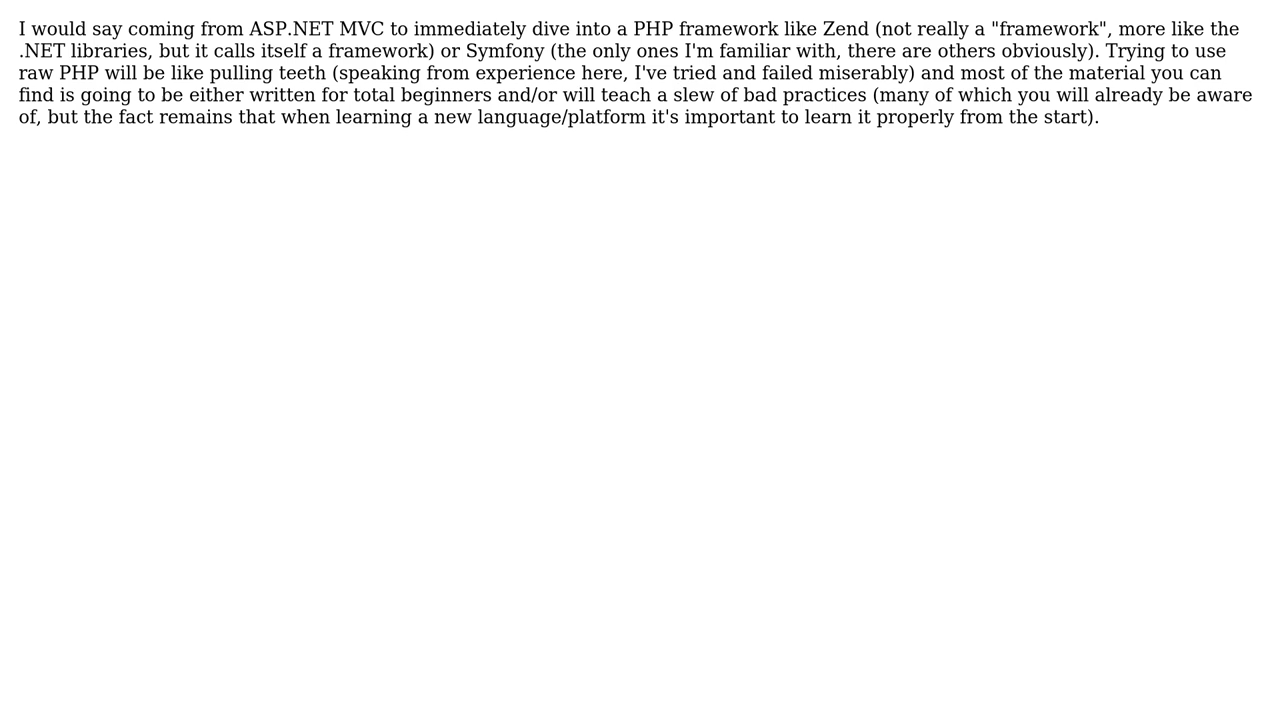 I would say coming from ASP.NET MVC to immediately dive into a PHP framework like Zend (not really a "framework", more like the
.NET libraries, but it calls itself a framework) or Symfony (the only ones I'm familiar with, there are others obviously). Trying to use
raw PHP will be like pulling teeth (speaking from experience here, I've tried and failed miserably) and most of the material you can
find is going to be either written for total beginners and/or will teach a slew of bad practices (many of which you will already be aware
of, but the fact remains that when learning a new language/platform it's important to learn it properly from the start).